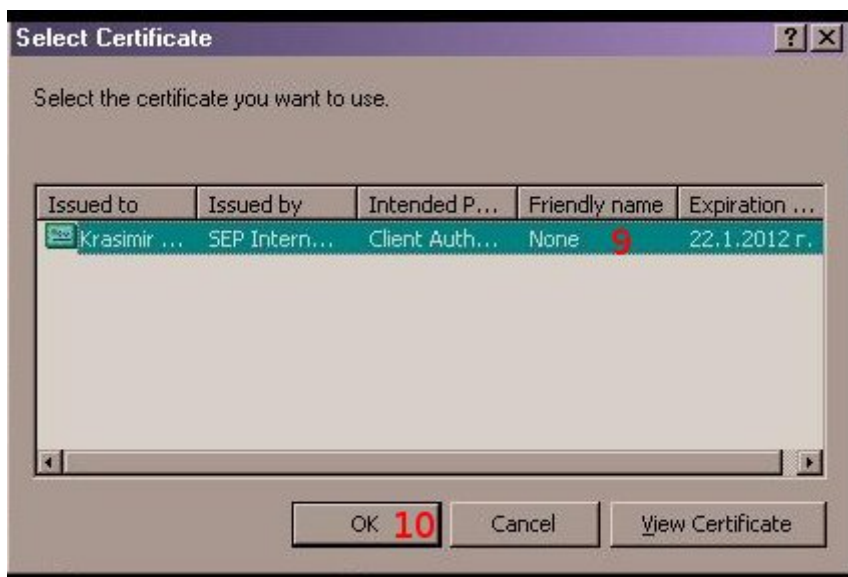 Select Certificate
Select the certificate you want to use.
Issued to Issued by Intended P... Friendly name Expiration ...
Krasimir ... SEP Intern... Client Auth... None 9 22.1.2012 г.
OK 10 Cancel View Certificate